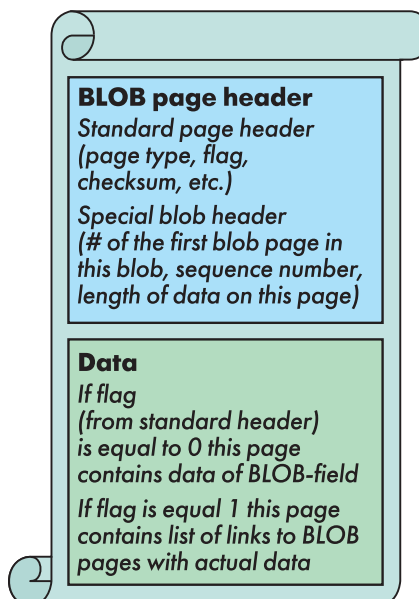 BLOB page header
Standard page header
(page type, flag,
checksum, etc.)
Special blob header
(# of the first blob page in
this blob, sequence number,
length of data on this page)
Data
If flag
(from standard header)
is equal to 0 this page
contains data of BLOB-field
If flag is equal 1 this page
contains list of links to BLOB
pages with actual data